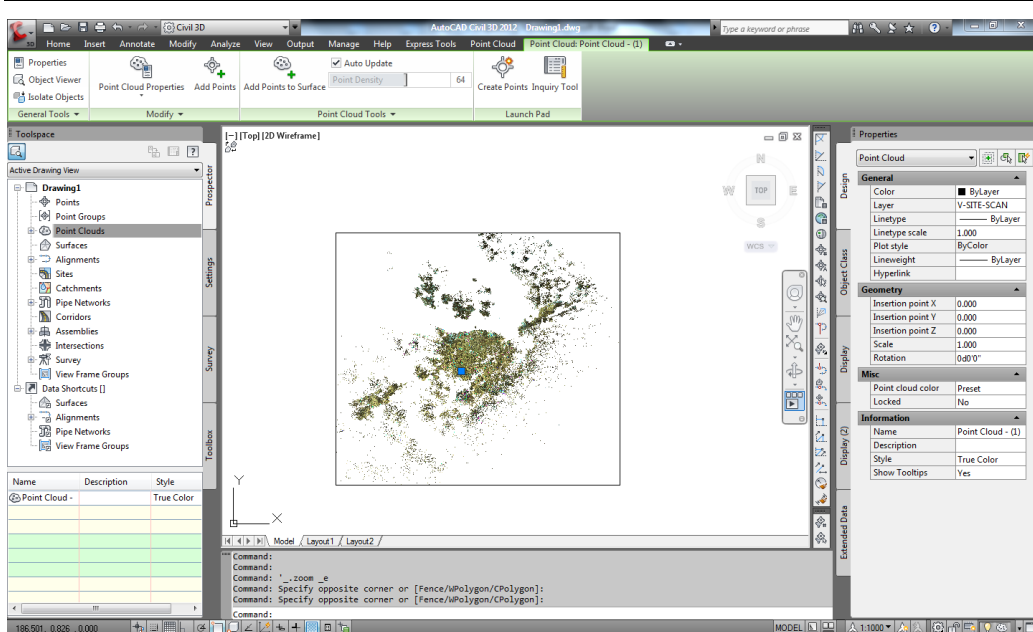 Civil 3D
AutoCAD Civil 3D 2012 Drawing1.dwg
Type a keyword or phrase
3D
Home Insert Annotate Modify Analyze View Output Manage Help Express Tools Point Cloud Point Cloud: Point Cloud - (1)
Properties
Object Viewer
Isolate Objects
General Tools
Point Cloud Properties
Add Points
Modify
Add Points to Surface
Auto Update
Point Density 64
Point Cloud Tools
Create Points
Inquiry Tool
Launch Pad
Toolspace
Active Drawing View
Drawing1
Points
Point Groups
Point Clouds
Surfaces
Alignments
Sites
Catchments
Pipe Networks
Corridors
Assemblies
Intersections
Survey
View Frame Groups
Data Shortcuts []
Surfaces
Alignments
Pipe Networks
View Frame Groups
Prospector
Settings
Survey
Toolbox
Name Description Style
Point Cloud - True Color
[−] [Top] [2D Wireframe]
N
W TOP E
S
WCS
Y
X
Model Layout1 Layout2
Command:
Command:
Command: '_.zoom _e
Command: Specify opposite corner or [Fence/WPolygon/CPolygon]:
Command: Specify opposite corner or [Fence/WPolygon/CPolygon]:
Command:
Properties
Point Cloud
Design
Object Class
Display
Display (2)
Extended Data
General
Color ByLayer
Layer V-SITE-SCAN
Linetype ByLayer
Linetype scale 1.000
Plot style ByColor
Lineweight ByLayer
Hyperlink
Geometry
Insertion point X 0.000
Insertion point Y 0.000
Insertion point Z 0.000
Scale 1.000
Rotation 0d0'0"
Misc
Point cloud color Preset
Locked No
Information
Name Point Cloud - (1)
Description
Style True Color
Show Tooltips Yes
186.501, 0.826 , 0.000
MODEL
1:1000